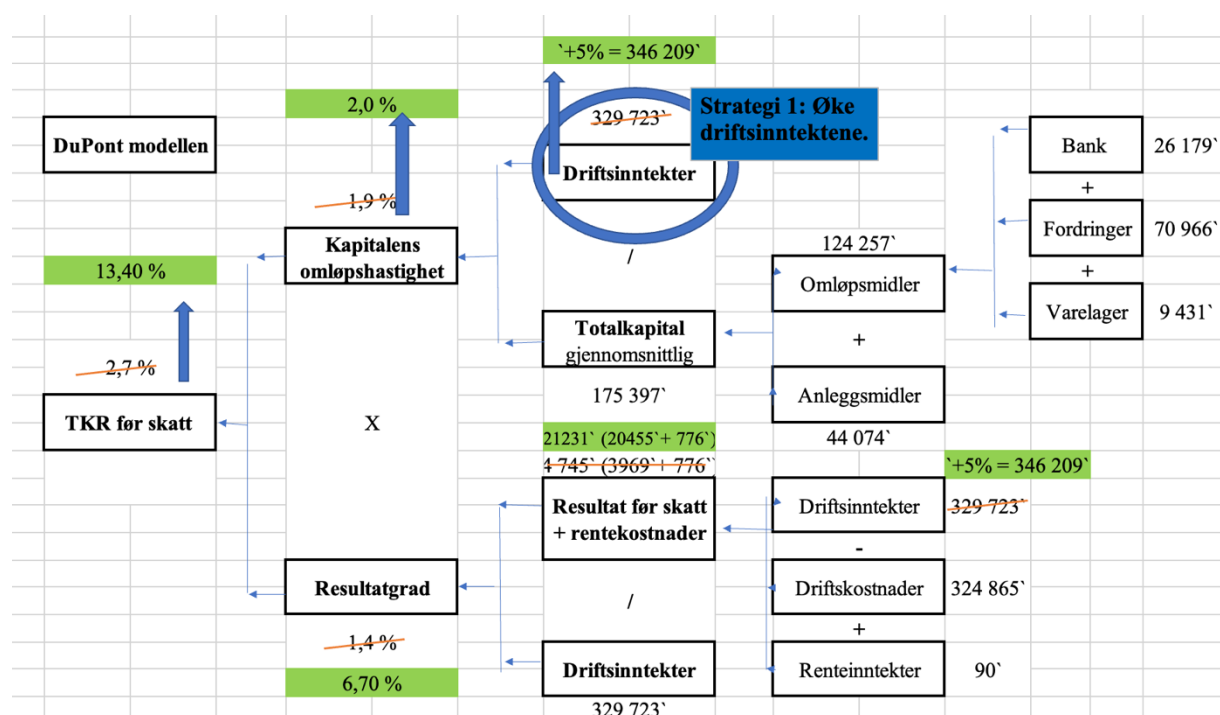 `+5% = 346 209`
2,0 %
329 723`
Strategi 1: Øke
driftsinntektene.
DuPont modellen
Bank
26 179`
Driftsinntekter
+
1,9 %
Kapitalens
omløpshastighet
Fordringer
70 966`
124 257`
/
13,40 %
Omløpsmidler
+
Varelager
9 431`
Totalkapital
gjennomsnittlig
+
2,7 %
175 397`
Anleggsmidler
TKR før skatt
X
21231` (20455`+ 776`)
44 074`
4 745` (3969`+ 776`)
`+5% = 346 209`
Resultat før skatt
+ rentekostnader
Driftsinntekter
329 723`
-
Resultatgrad
/
Driftskostnader
324 865`
+
1,4 %
Driftsinntekter
Renteinntekter
90`
6,70 %
329 723`